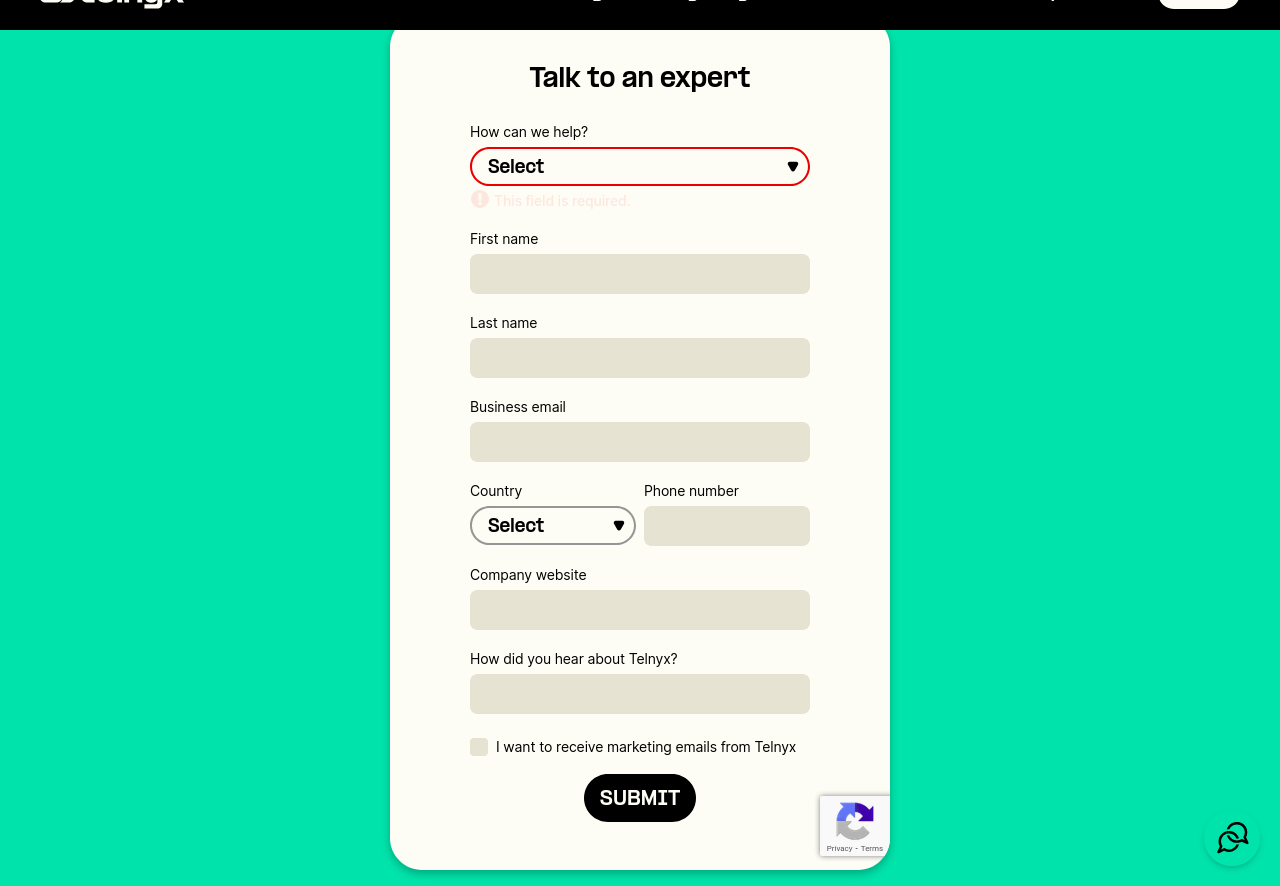 Talk to an expert
How can we help?
Select
This field is required.
First name
Last name
Business email
Country
Phone number
Select
Company website
How did you hear about Telnyx?
I want to receive marketing emails from Telnyx
SUBMIT
Privacy - Terms